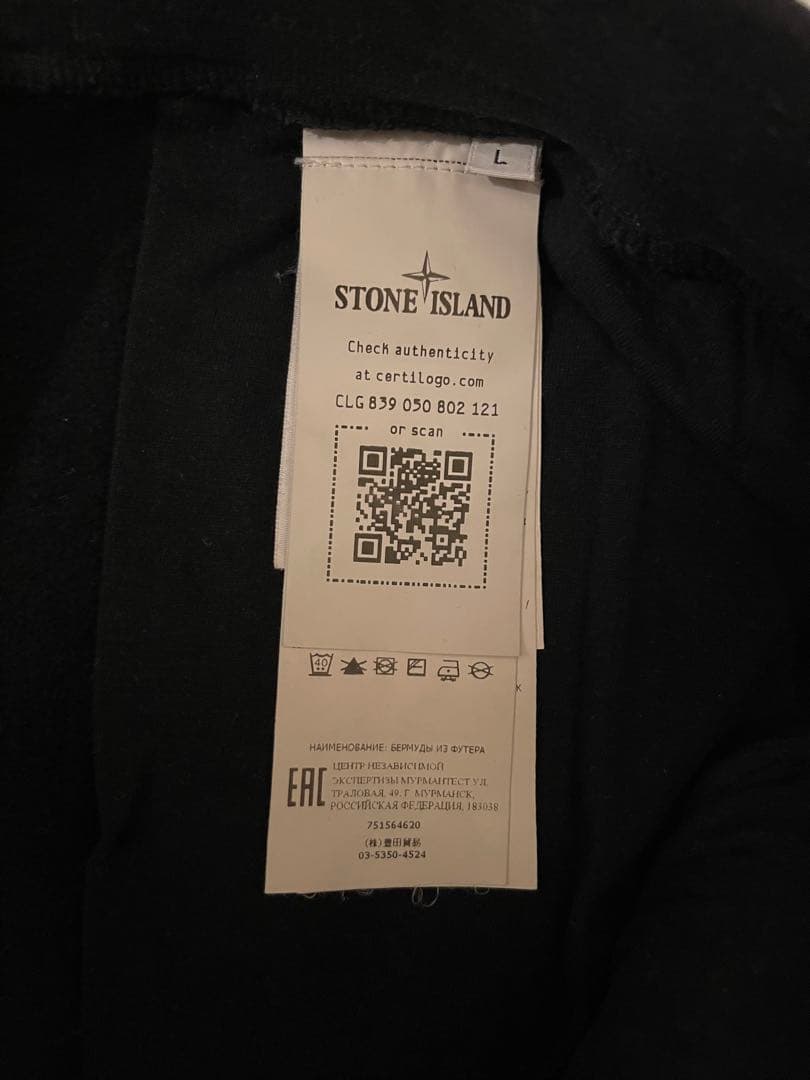 L
STONE ISLAND
Check authenticity
at certilogo.com
CLG 839 050 802 121
or scan
40
K
НАИМЕНОВАНИЕ: БЕРМУДЫ ИЗ ФУТЕРА
EAC
ЦЕНТР НЕЗАВИСИМОЙ
ЭКСПЕРТИЗЫ МУРМАНТЕСТ УЛ.
ТРАЛОВАЯ, 49, Г. МУРМАНСК,
РОССИЙСКАЯ ФЕДЕРАЦИЯ, 183038
751564620
(株)豊田貿易
03-5350-4524